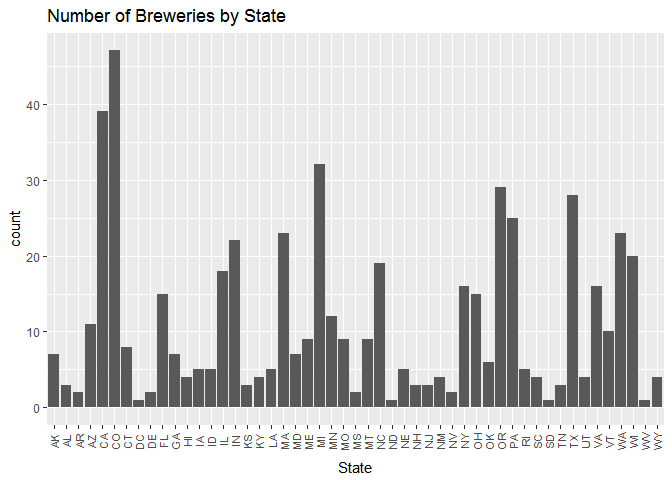 Number of Breweries by State
count
40
30
20
10
0
AK AL AR AZ CA CO CT DC DE FL GA HI IA ID IL IN KS KY LA MA MD ME MI MN MO MS MT NC ND NE NH NJ NM NV NY OH OK OR PA RI SC SD TN TX UT VA VT WA WI WV WY
State